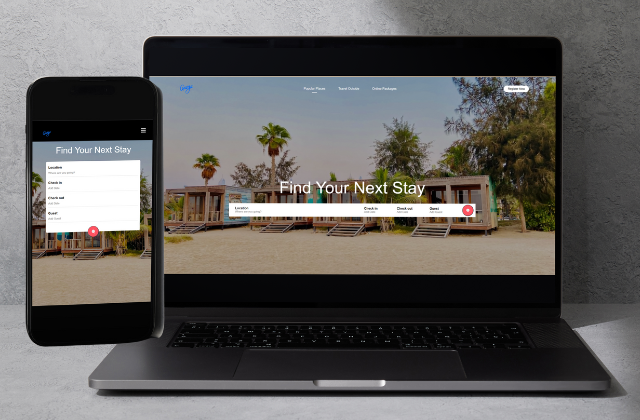 Find Your Next Stay
Location
Where are you going?
Check in
Add date
Check out
Add date
Guest
Add Guest
Popular Places
Travel Outside
Online Packages
Register Now
Find Your Next Stay
Location
Where are you going?
Check in
Add date
Check out
Add date
Guest
Add Guest